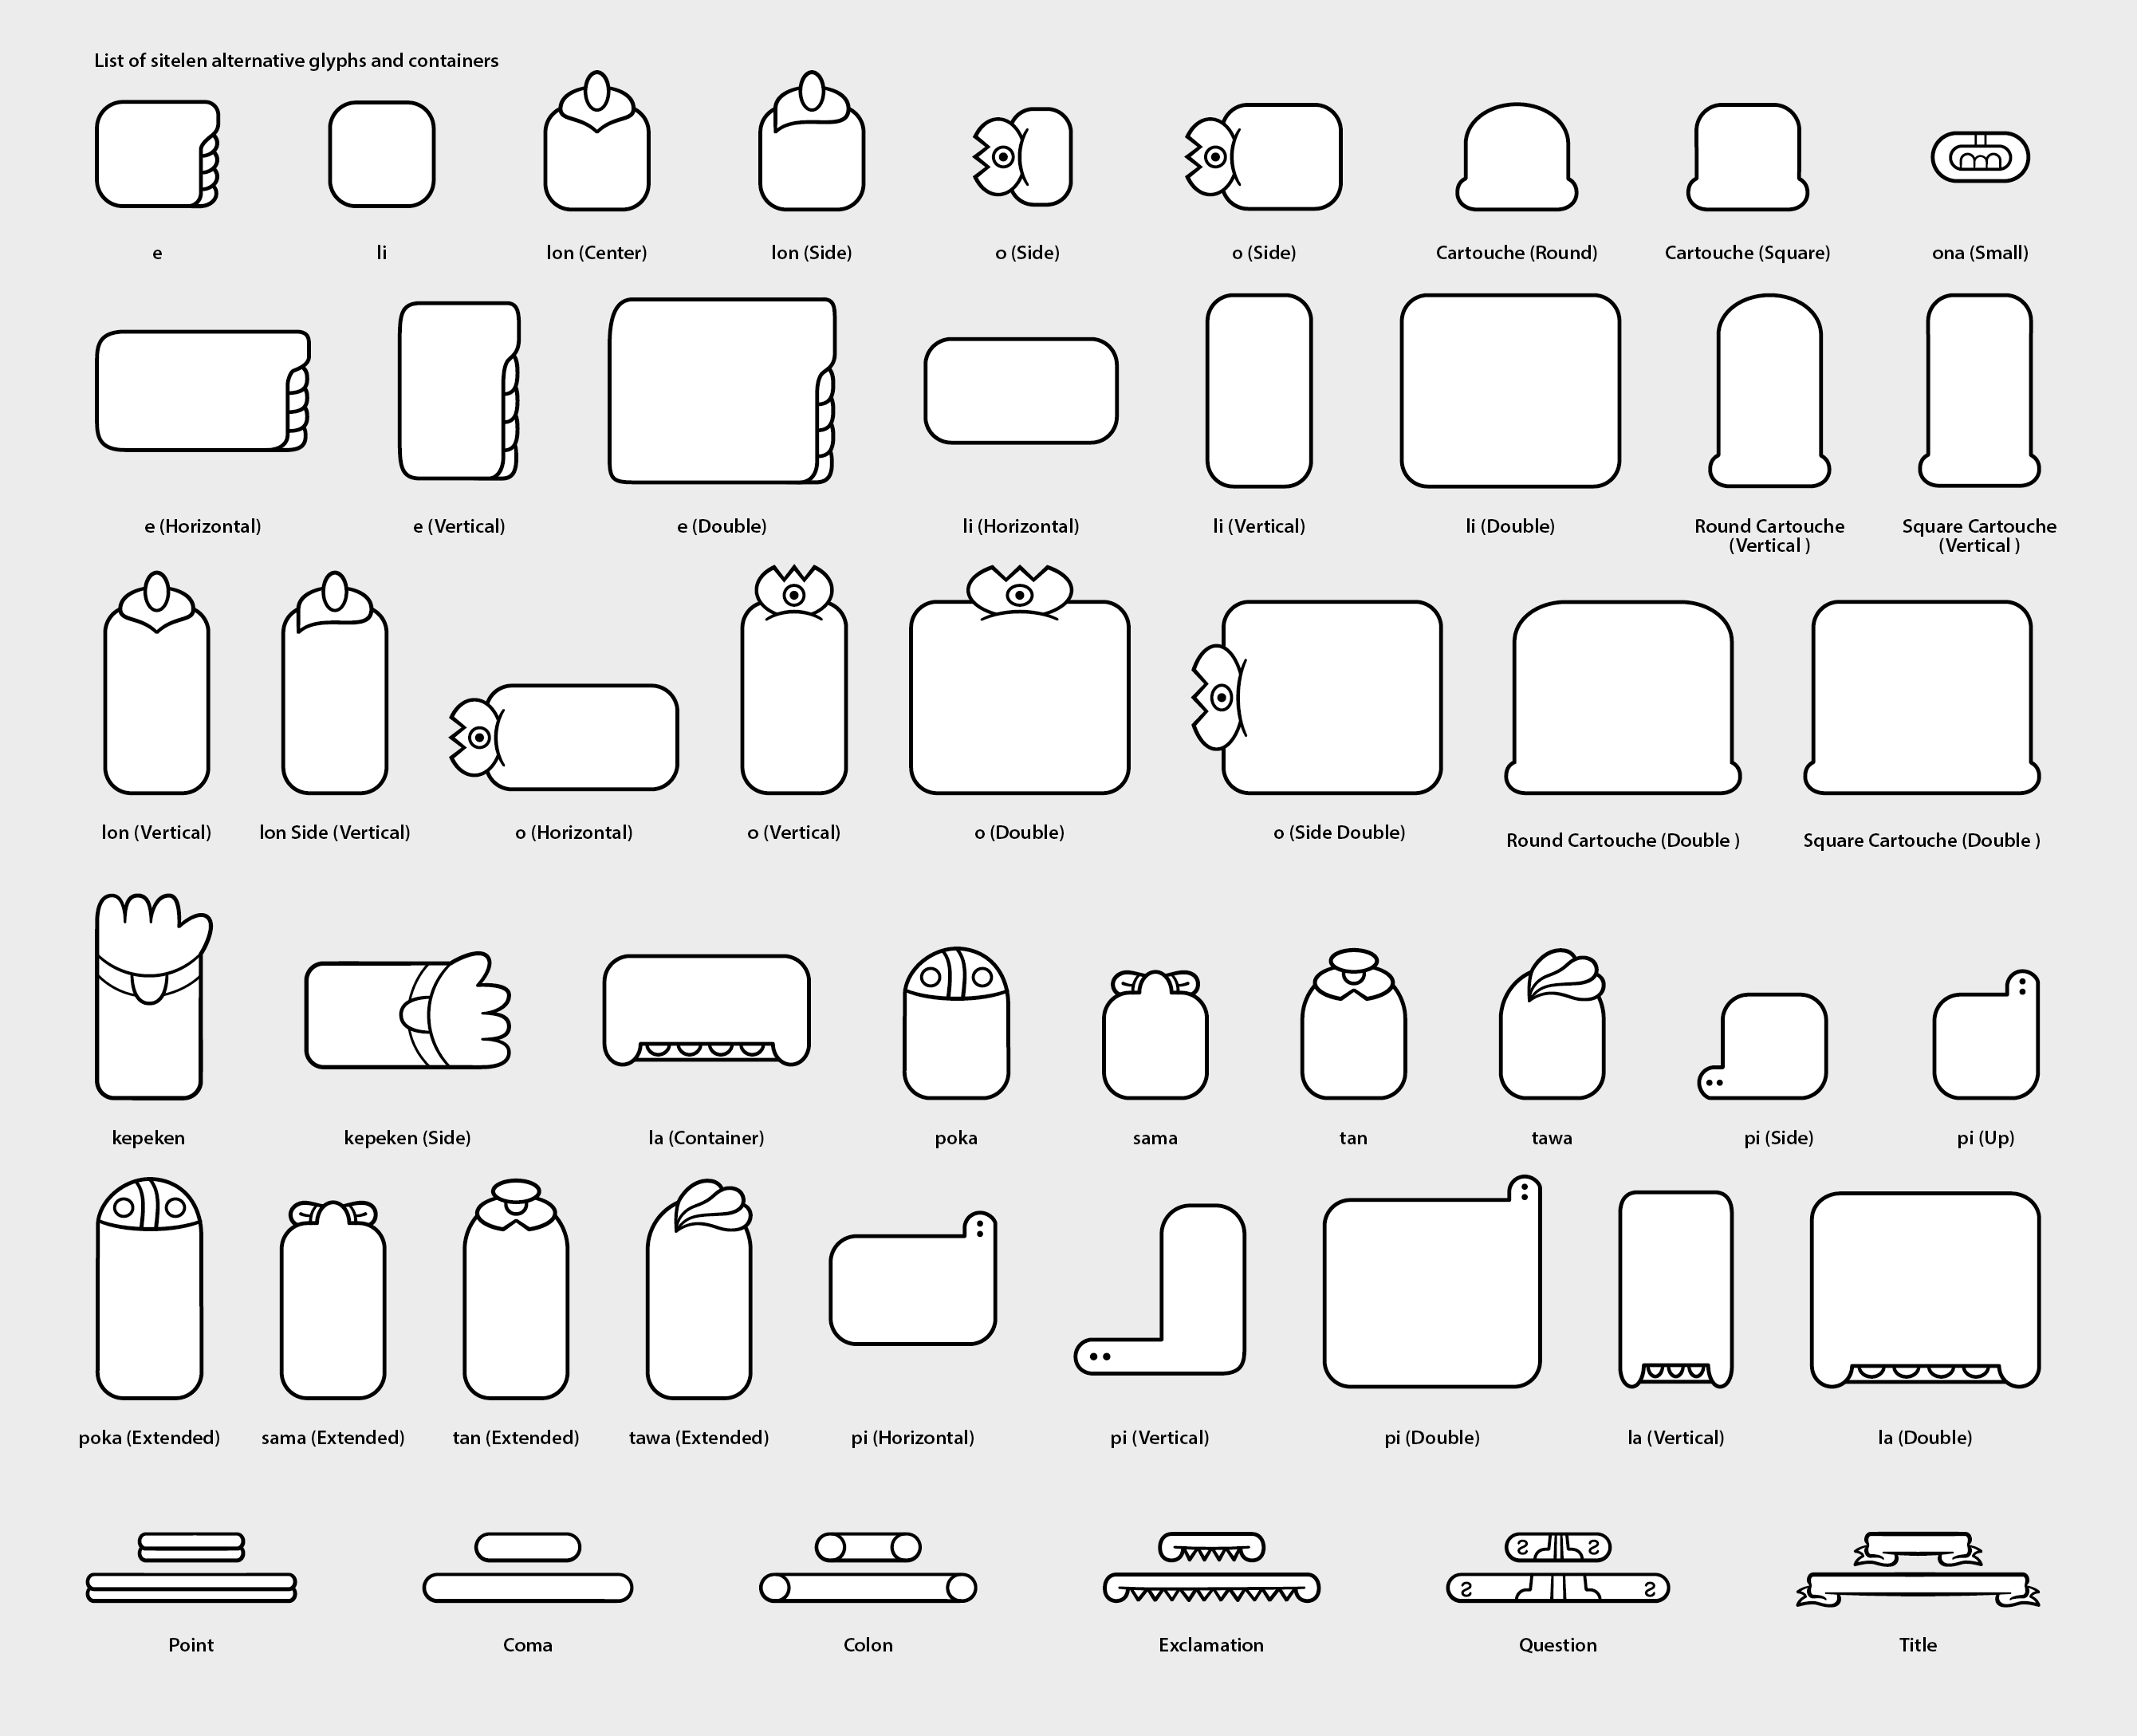 List of sitelen alternative glyphs and containers
e
li
lon (Center)
lon (Side)
o (Side)
o (Side)
Cartouche (Round)
Cartouche (Square)
ona (Small)
e (Horizontal)
e (Vertical)
e (Double)
li (Horizontal)
li (Vertical)
li (Double)
Round Cartouche
(Vertical )
Square Cartouche
(Vertical )
lon (Vertical)
lon Side (Vertical)
o (Horizontal)
o (Vertical)
o (Double)
o (Side Double)
Round Cartouche (Double )
Square Cartouche (Double )
kepeken
kepeken (Side)
la (Container)
poka
sama
tan
tawa
pi (Side)
pi (Up)
poka (Extended)
sama (Extended)
tan (Extended)
tawa (Extended)
pi (Horizontal)
pi (Vertical)
pi (Double)
la (Vertical)
la (Double)
Point
Coma
Colon
Exclamation
Question
Title